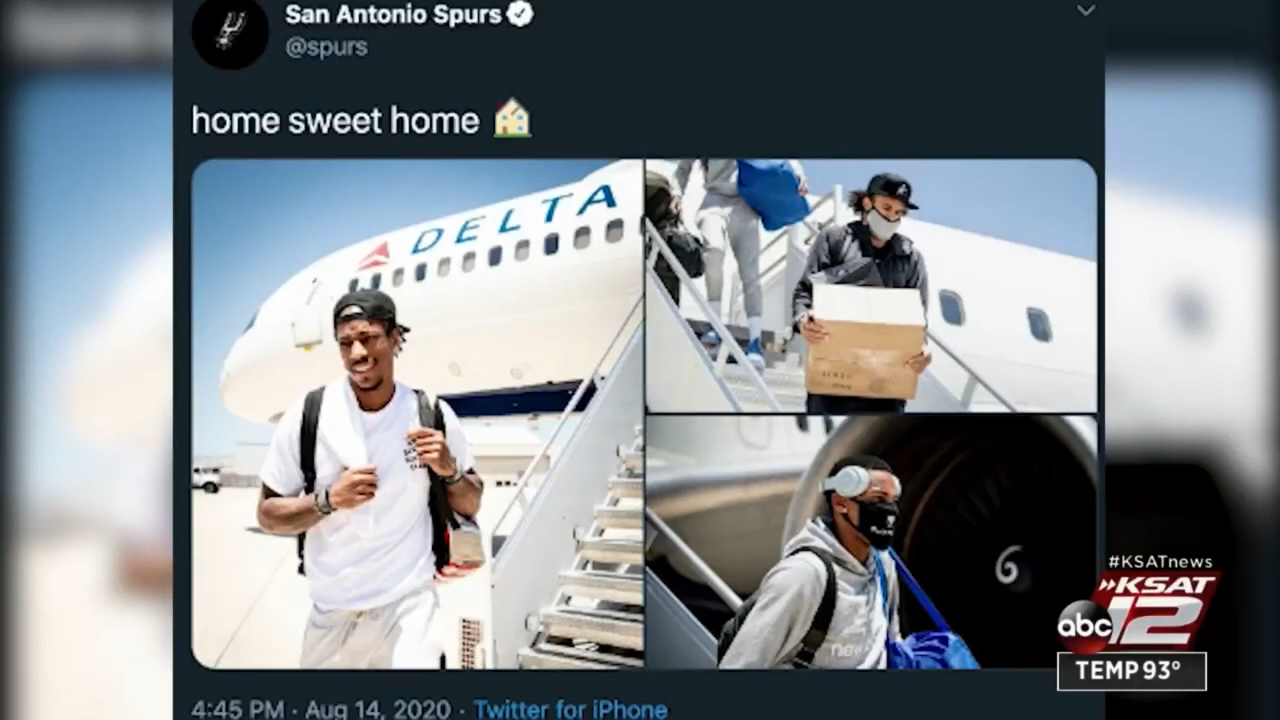 San Antonio Spurs
@spurs
home sweet home
DELTA
#KSATnews
KSAT
abc 12
TEMP 93°
4:45 PM · Aug 14, 2020 · Twitter for iPhone